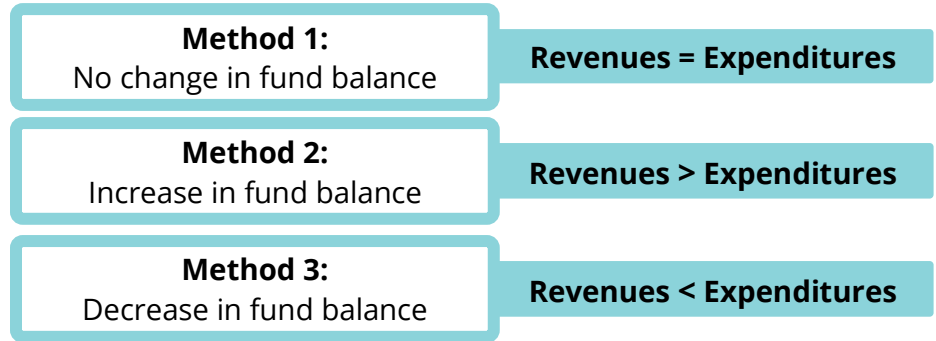 Method 1:
No change in fund balance
Revenues = Expenditures
Method 2:
Increase in fund balance
Revenues > Expenditures
Method 3:
Decrease in fund balance
Revenues < Expenditures